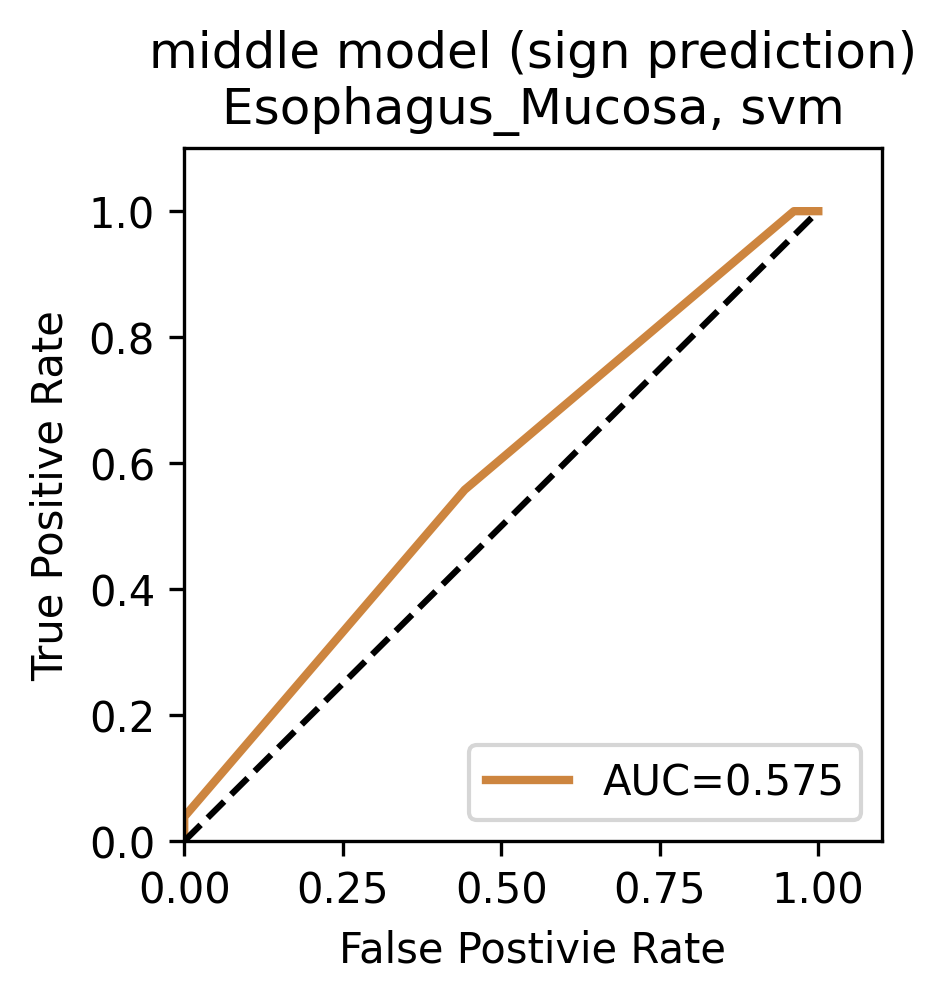 middle model (sign prediction)
Esophagus_Mucosa, svm
True Positive Rate
1.0
0.8
0.6
0.4
0.2
0.0
AUC=0.575
0.00 0.25 0.50 0.75 1.00
False Postivie Rate